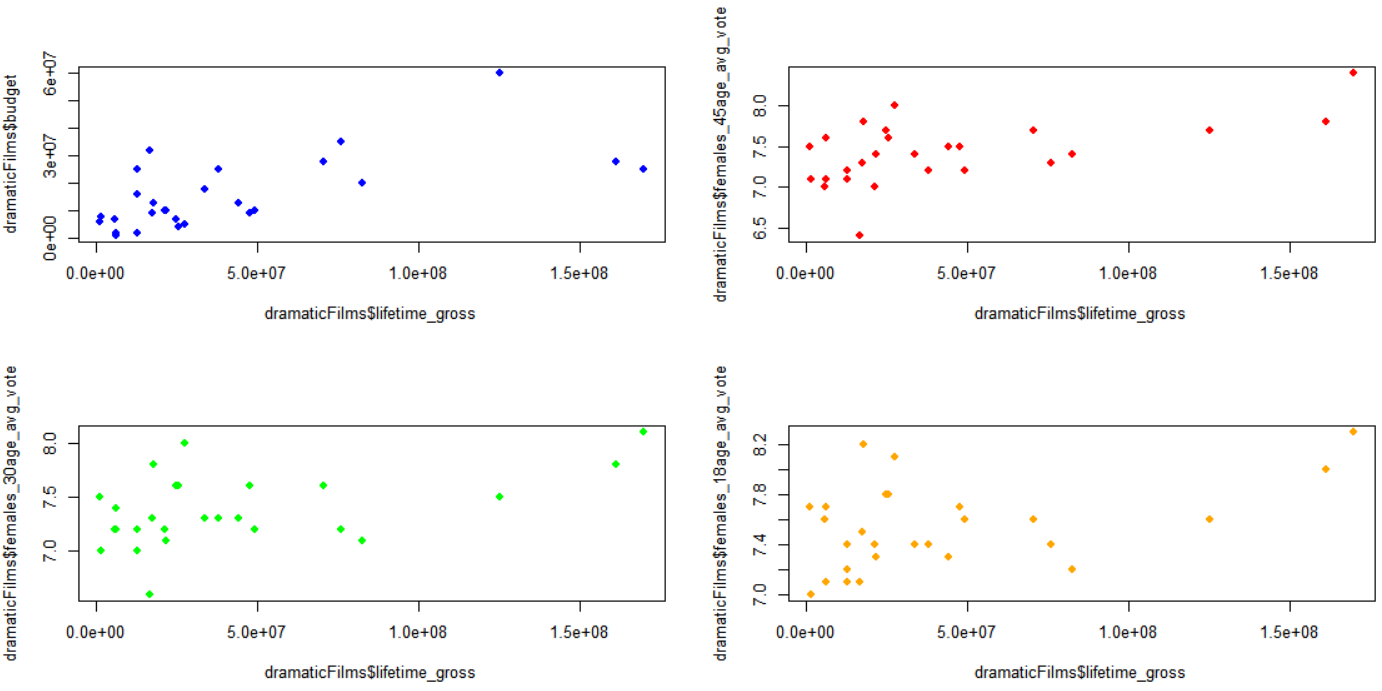 dramaticFilms$budget
6e+07
3e+07
0e+00
0.0e+00 5.0e+07 1.0e+08 1.5e+08
dramaticFilms$lifetime_gross
dramaticFilms$females_45age_avg_vote
8.0
7.5
7.0
6.5
0.0e+00 5.0e+07 1.0e+08 1.5e+08
dramaticFilms$lifetime_gross
dramaticFilms$females_30age_avg_vote
8.0
7.5
7.0
0.0e+00 5.0e+07 1.0e+08 1.5e+08
dramaticFilms$lifetime_gross
dramaticFilms$females_18age_avg_vote
8.2
7.8
7.4
7.0
0.0e+00 5.0e+07 1.0e+08 1.5e+08
dramaticFilms$lifetime_gross